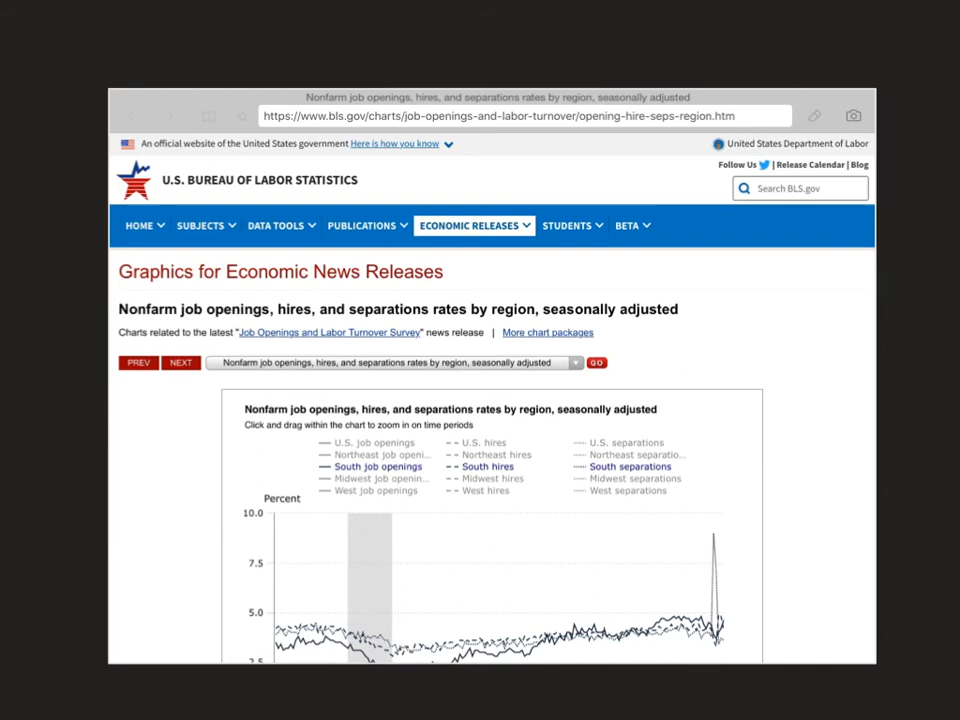 Nonfarm job openings, hires, and separations rates by region, seasonally adjusted
https://www.bls.gov/charts/job-openings-and-labor-turnover/opening-hire-seps-region.htm
An official website of the United States government Here is how you know
United States Department of Labor
Follow Us | Release Calendar | Blog
U.S. BUREAU OF LABOR STATISTICS
Search BLS.gov
HOME SUBJECTS DATA TOOLS PUBLICATIONS ECONOMIC RELEASES STUDENTS BETA
Graphics for Economic News Releases
Nonfarm job openings, hires, and separations rates by region, seasonally adjusted
Charts related to the latest "Job Openings and Labor Turnover Survey" news release | More chart packages
PREV NEXT Nonfarm job openings, hires, and separations rates by region, seasonally adjusted GO
Nonfarm job openings, hires, and separations rates by region, seasonally adjusted
Click and drag within the chart to zoom in on time periods
U.S. job openings U.S. hires U.S. separations
Northeast job openi... Northeast hires Northeast separatio...
South job openings South hires South separations
Midwest job openin... Midwest hires Midwest separations
West job openings West hires West separations
Percent
10.0
7.5
5.0
2.5